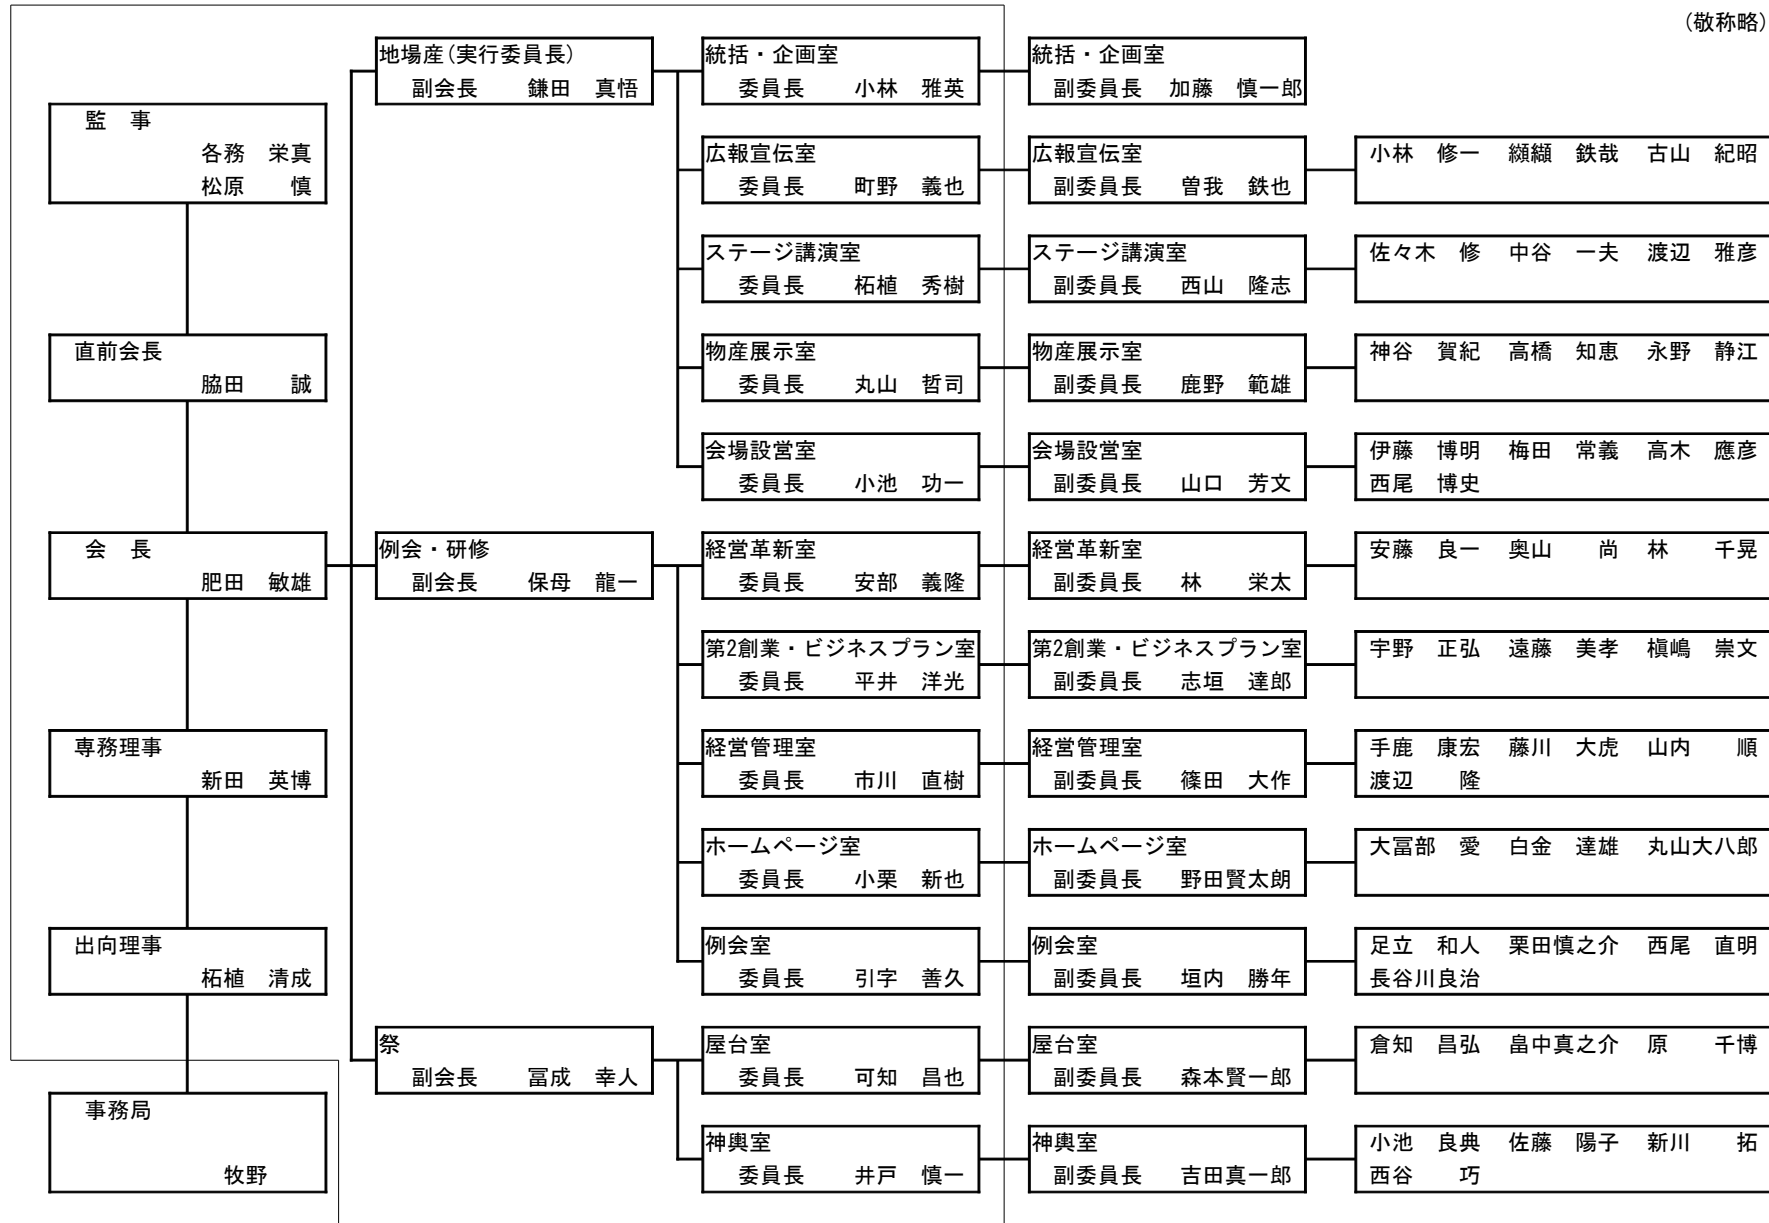 (敬称略)
監　事
各務　栄真
松原　　慎
直前会長
脇田　　誠
会　長
肥田　敏雄
専務理事
新田　英博
出向理事
柘植　清成
事務局
牧野
地場産(実行委員長)
副会長　　鎌田　真悟
統括・企画室
委員長　　小林　雅英
統括・企画室
副委員長　加藤　慎一郎
広報宣伝室
委員長　　町野　義也
広報宣伝室
副委員長　曽我　鉄也
小林　修一　纐纈　鉄哉　古山　紀昭
ステージ講演室
委員長　　柘植　秀樹
ステージ講演室
副委員長　西山　隆志
佐々木　修　中谷　一夫　渡辺　雅彦
物産展示室
委員長　　丸山　哲司
物産展示室
副委員長　鹿野　範雄
神谷　賀紀　高橋　知恵　永野　静江
会場設営室
委員長　　小池　功一
会場設営室
副委員長　山口　芳文
伊藤　博明　梅田　常義　高木　應彦
西尾　博史
例会・研修
副会長　　保母　龍一
経営革新室
委員長　　安部　義隆
経営革新室
副委員長　林　　栄太
安藤　良一　奥山　　尚　林　　千晃
第2創業・ビジネスプラン室
委員長　　平井　洋光
第2創業・ビジネスプラン室
副委員長　志垣　達郎
宇野　正弘　遠藤　美孝　槇嶋　崇文
経営管理室
委員長　　市川　直樹
経営管理室
副委員長　篠田　大作
手鹿　康宏　藤川　大虎　山内　　順
渡辺　　隆
ホームページ室
委員長　　小栗　新也
ホームページ室
副委員長　野田賢太朗
大冨部　愛　白金　達雄　丸山大八郎
例会室
委員長　　引字　善久
例会室
副委員長　垣内　勝年
足立　和人　栗田慎之介　西尾　直明
長谷川良治
祭
副会長　　冨成　幸人
屋台室
委員長　　可知　昌也
屋台室
副委員長　森本賢一郎
倉知　昌弘　畠中真之介　原　　千博
神輿室
委員長　　井戸　慎一
神輿室
副委員長　吉田真一郎
小池　良典　佐藤　陽子　新川　　拓
西谷　　巧